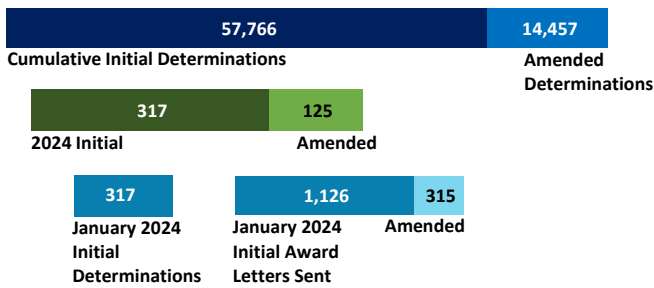 57,766 14,457
Cumulative Initial Determinations Amended
Determinations
317 125
2024 Initial Amended
317 1,126 315
January 2024 January 2024 Amended
Initial Initial Award
Determinations Letters Sent